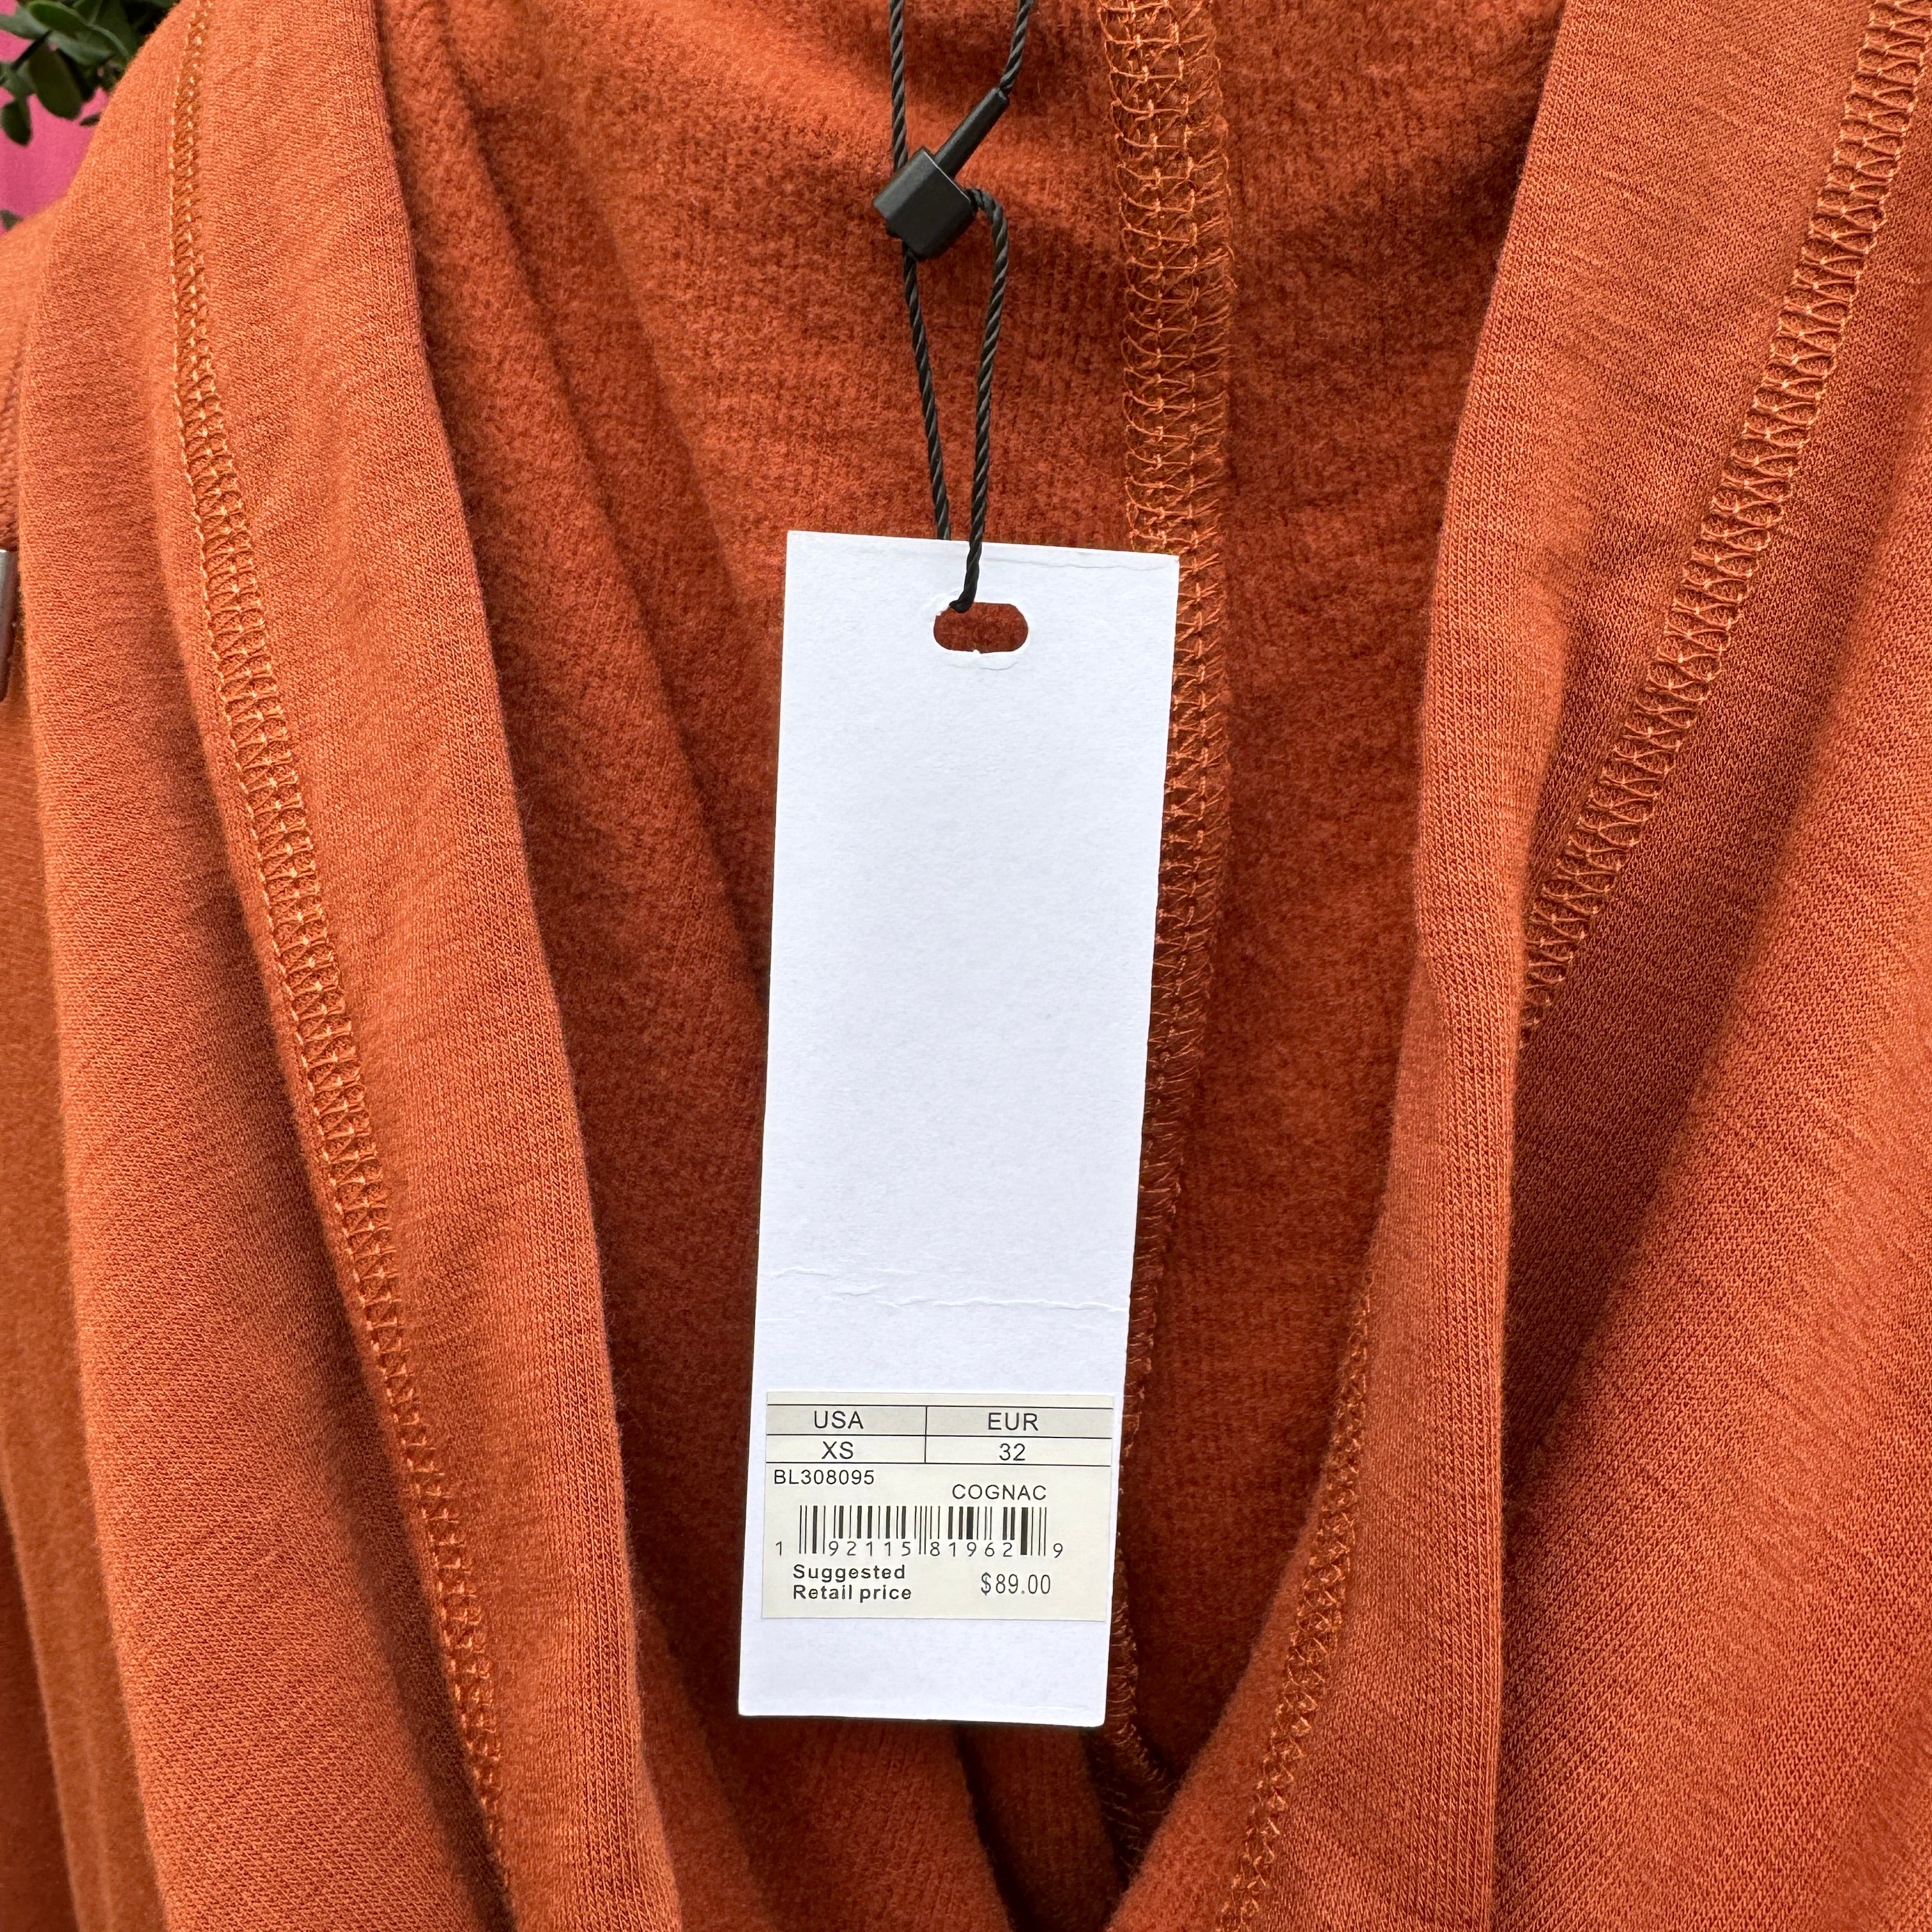 USA EUR
XS 32
BL308095
COGNAC
1 92115 81962 9
Suggested
Retail price $89.00